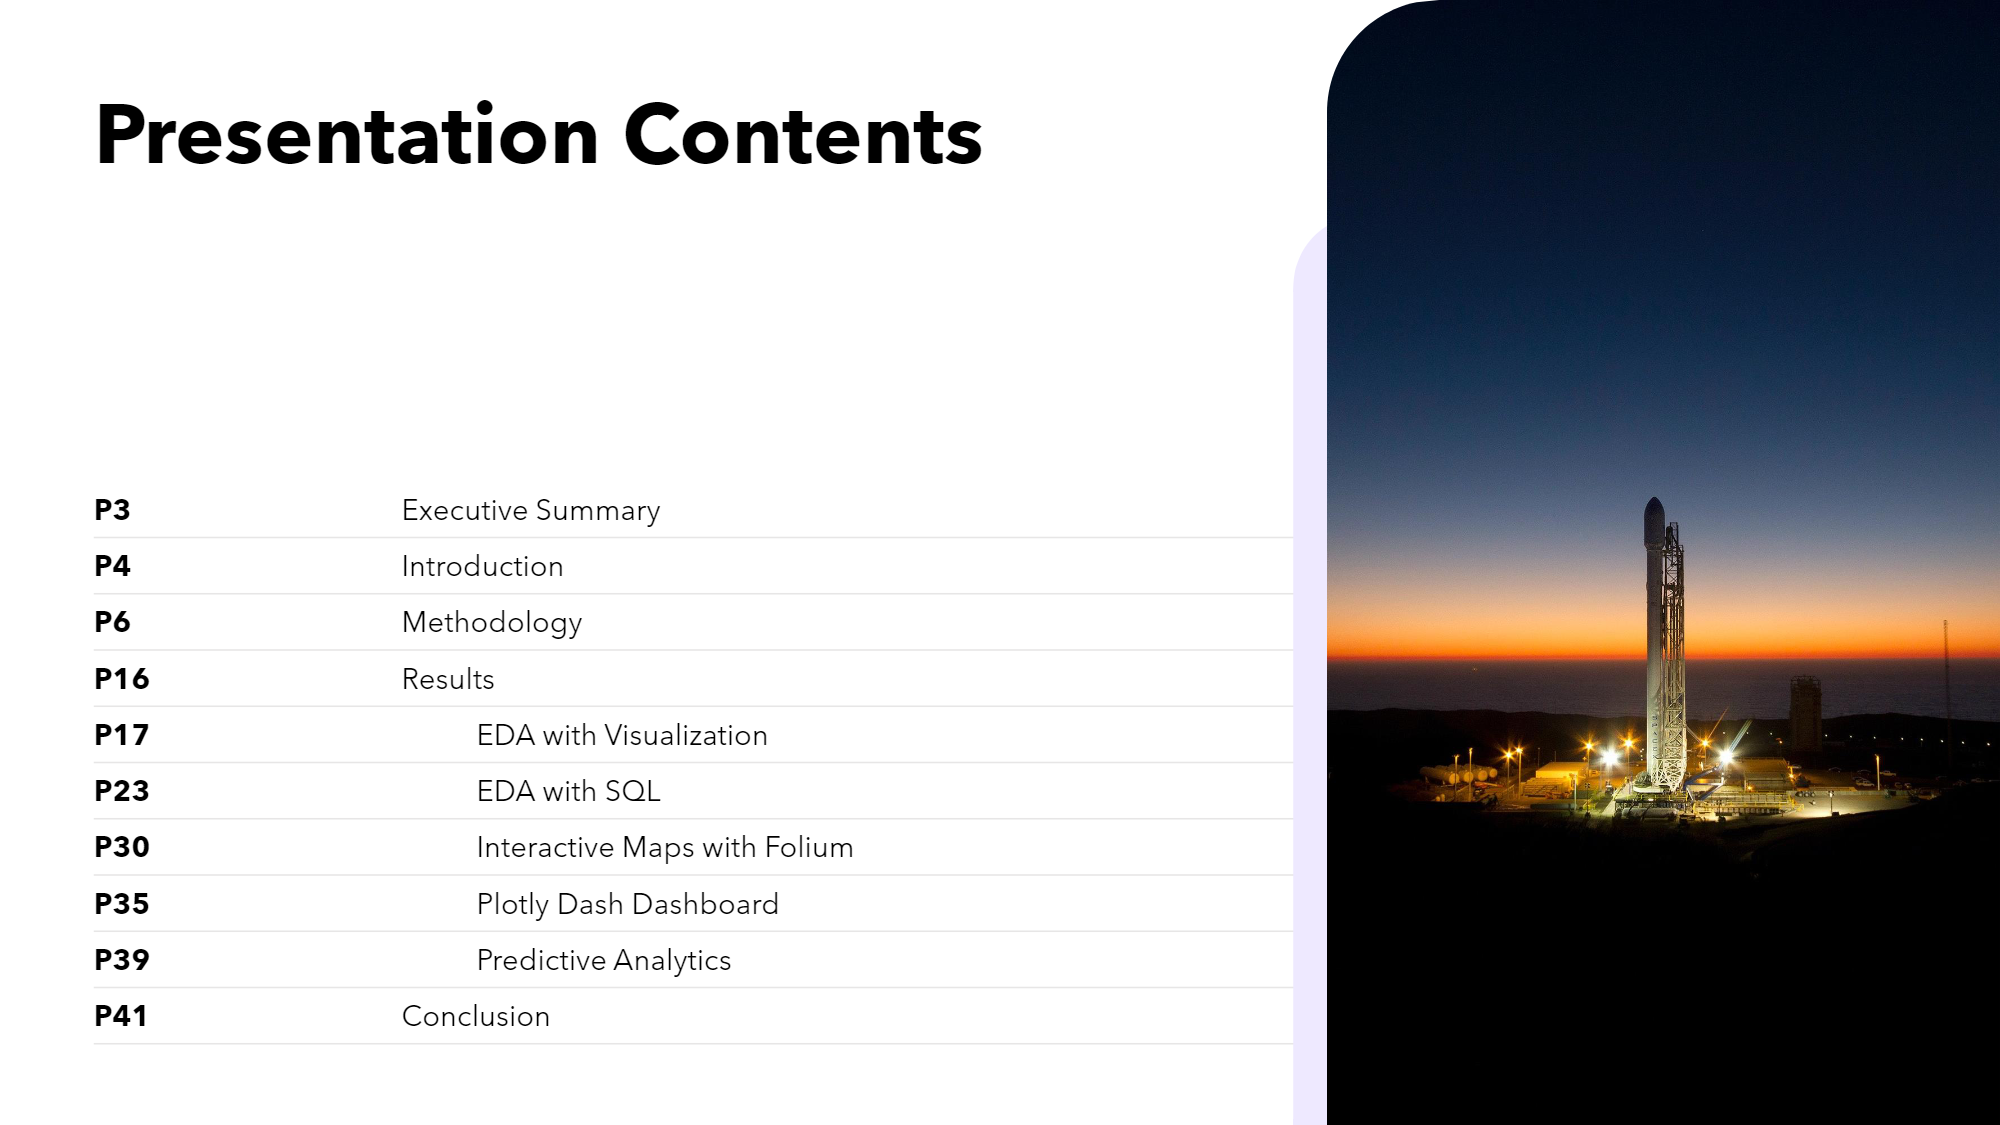 Presentation Contents
P3 Executive Summary
P4 Introduction
P6 Methodology
P16 Results
P17 EDA with Visualization
P23 EDA with SQL
P30 Interactive Maps with Folium
P35 Plotly Dash Dashboard
P39 Predictive Analytics
P41 Conclusion